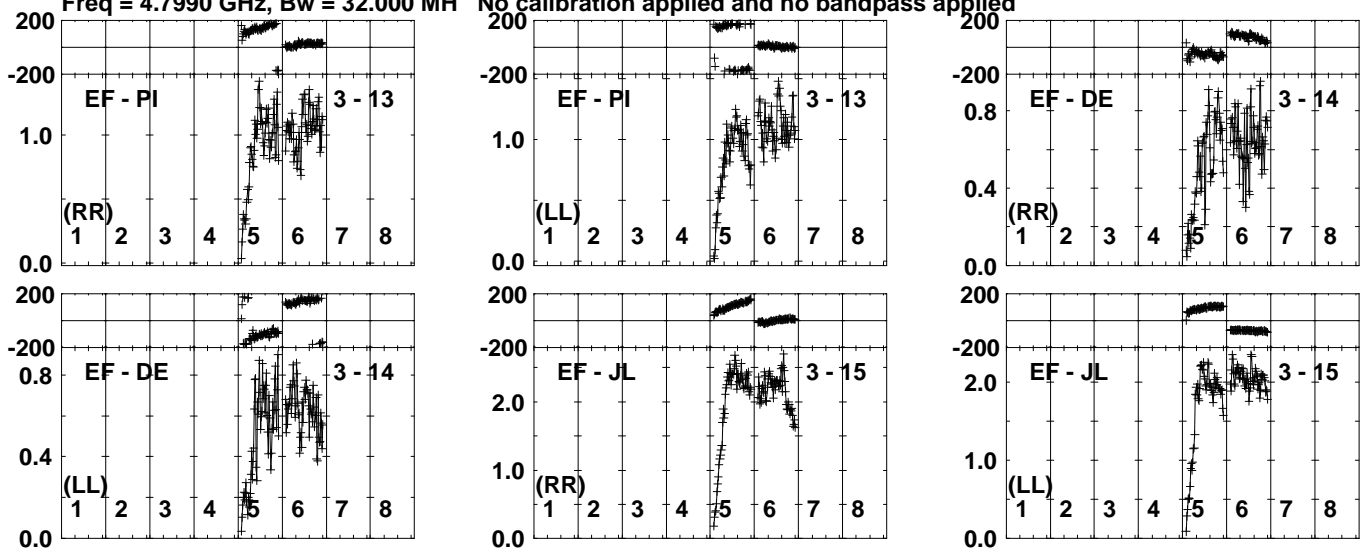 Freq = 4.7990 GHz, Bw = 32.000 MH No calibration applied and no bandpass applied
200 200 200
-200 -200 -200
EF - PI 3 - 13 EF - PI 3 - 13 EF - DE 3 - 14
1.0 1.0 0.8
0.4
(RR) (LL) (RR)
1 2 3 4 5 6 7 8 1 2 3 4 5 6 7 8 1 2 3 4 5 6 7 8
0.0 0.0 0.0
200 200 200
-200 -200 -200
EF - DE 3 - 14 EF - JL 3 - 15 EF - JL 3 - 15
0.8 2.0 2.0
0.4 1.0 1.0
(LL) (RR) (LL)
1 2 3 4 5 6 7 8 1 2 3 4 5 6 7 8 1 2 3 4 5 6 7 8
0.0 0.0 0.0